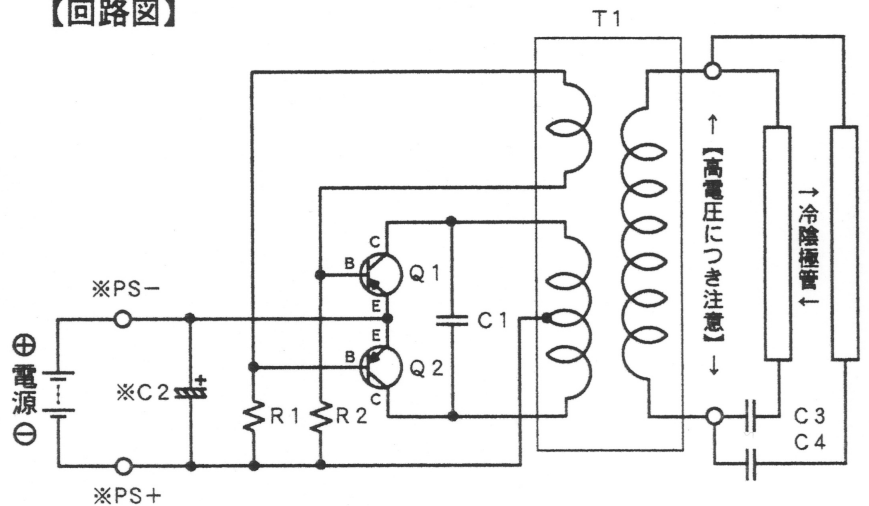 【回路図】
T1
C
B
Q1
E
※PS−
E
B
Q2
C
C1
⊕電源⊖
※C2
+
R1
R2
※PS+
↑【高電圧につき注意】↓
→冷陰極管←
C3
C4